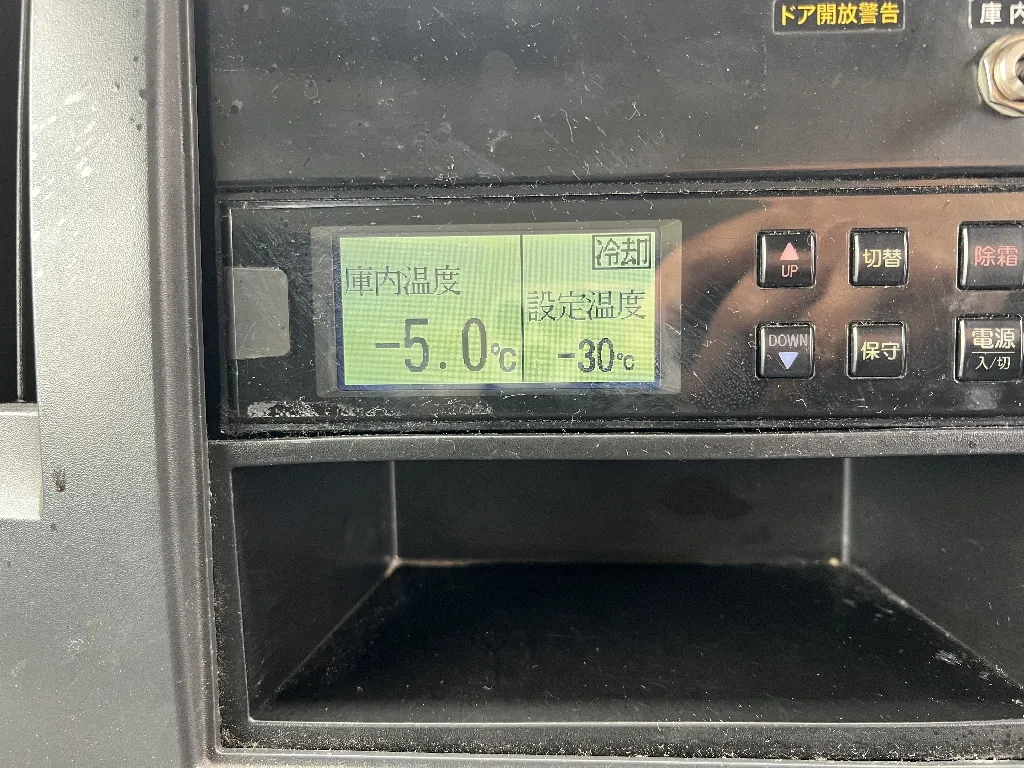 ドア開放警告
庫内
冷却
庫内温度
設定温度
-5.0℃
-30℃
UP
切替
除霜
DOWN
保守
電源
入/切